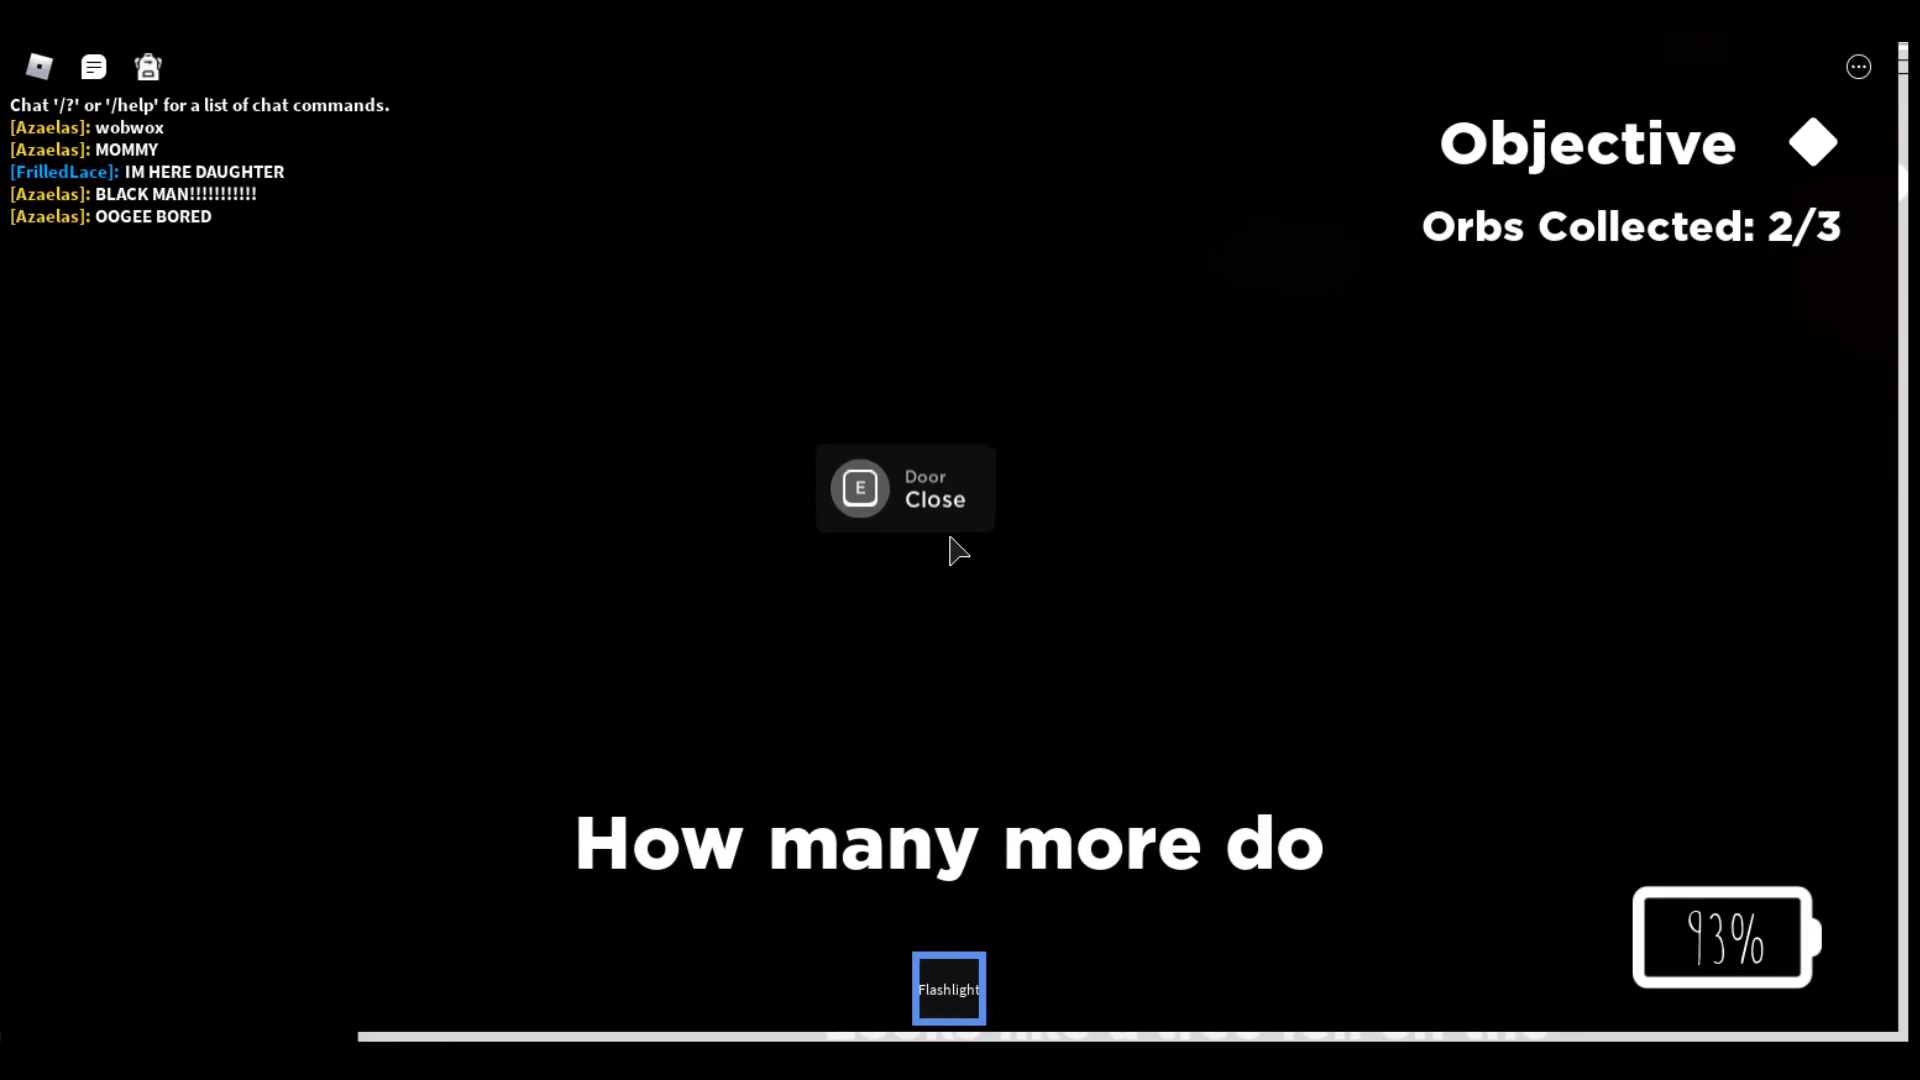 Chat '/?' or '/help' for a list of chat commands.
[Azaelas]: wobwox
[Azaelas]: MOMMY
[FrilledLace]: IM HERE DAUGHTER
[Azaelas]: BLACK MAN!!!!!!!!!!!
[Azaelas]: OOGEE BORED
Objective
Orbs Collected: 2/3
E
Door
Close
How many more do
93%
Flashlight